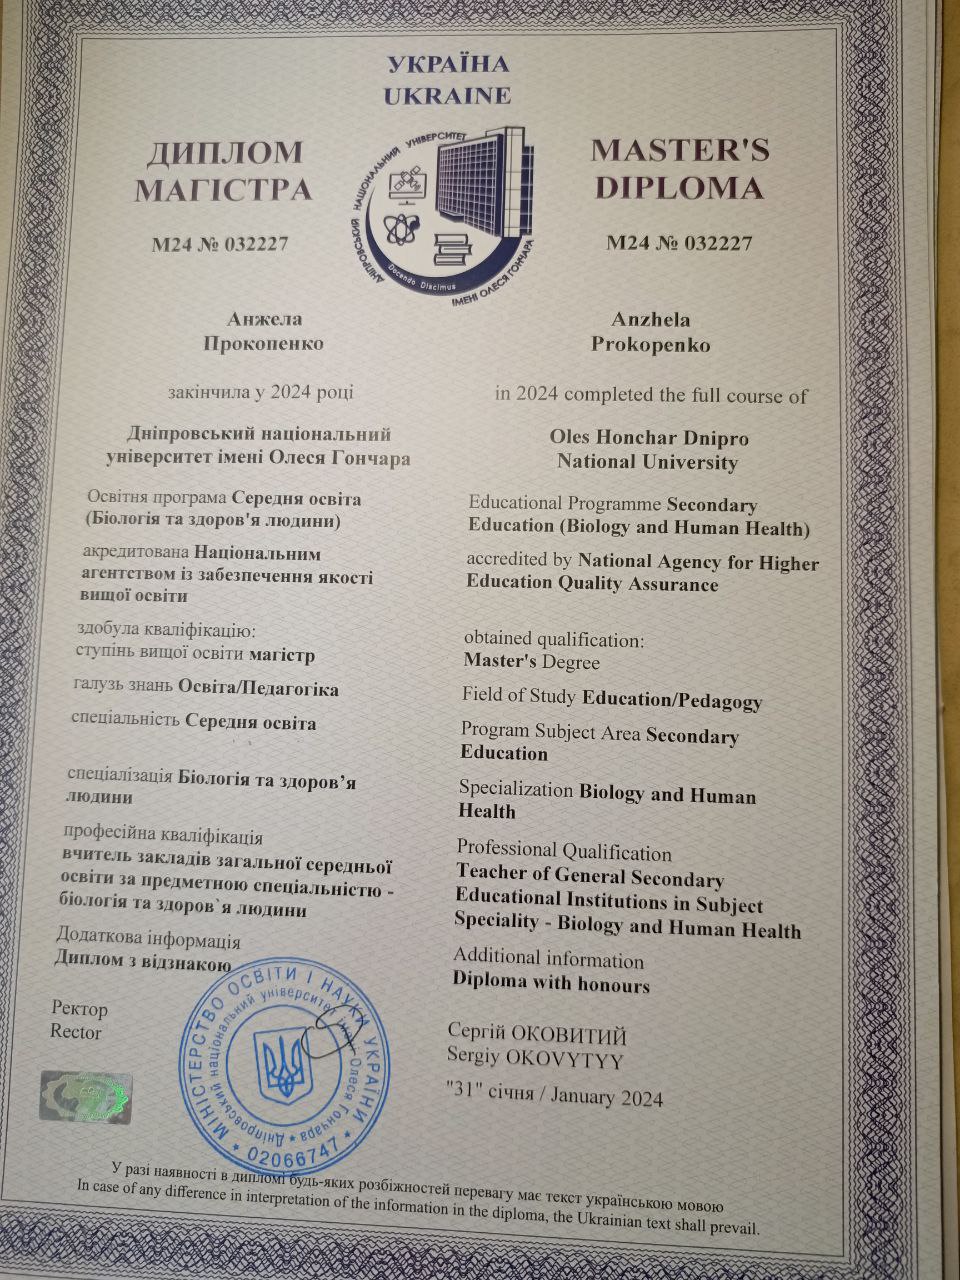 УКРАЇНА
UKRAINE
ДИПЛОМ
МАГІСТРА
М24 № 032227
ДНІПРОВСЬКИЙ НАЦІОНАЛЬНИЙ УНІВЕРСИТЕТ
ІМЕНІ ОЛЕСЯ ГОНЧАРА
Docendo Discimus
MASTER'S
DIPLOMA
М24 № 032227
Анжела
Прокопенко
закінчила у 2024 році
Дніпровський національний
університет імені Олеся Гончара
Освітня програма Середня освіта
(Біологія та здоров'я людини)
акредитована Національним
агентством із забезпечення якості
вищої освіти
здобула кваліфікацію:
ступінь вищої освіти магістр
галузь знань Освіта/Педагогіка
спеціальність Середня освіта
спеціалізація Біологія та здоров’я
людини
професійна кваліфікація
вчитель закладів загальної середньої
освіти за предметною спеціальністю -
біологія та здоров`я людини
Додаткова інформація
Диплом з відзнакою
Anzhela
Prokopenko
in 2024 completed the full course of
Oles Honchar Dnipro
National University
Educational Programme Secondary
Education (Biology and Human Health)
accredited by National Agency for Higher
Education Quality Assurance
obtained qualification:
Master's Degree
Field of Study Education/Pedagogy
Program Subject Area Secondary
Education
Specialization Biology and Human
Health
Professional Qualification
Teacher of General Secondary
Educational Institutions in Subject
Speciality - Biology and Human Health
Additional information
Diploma with honours
Ректор
Rector
МІНІСТЕРСТВО ОСВІТИ І НАУКИ УКРАЇНИ
* 02066747 *
Дніпровський національний університет імені Олеся Гончара *
Сергій ОКОВИТИЙ
Sergiy OKOVYTYY
"31" січня / January 2024
У разі наявності в дипломі будь-яких розбіжностей перевагу має текст українською мовою
In case of any difference in interpretation of the information in the diploma, the Ukrainian text shall prevail.